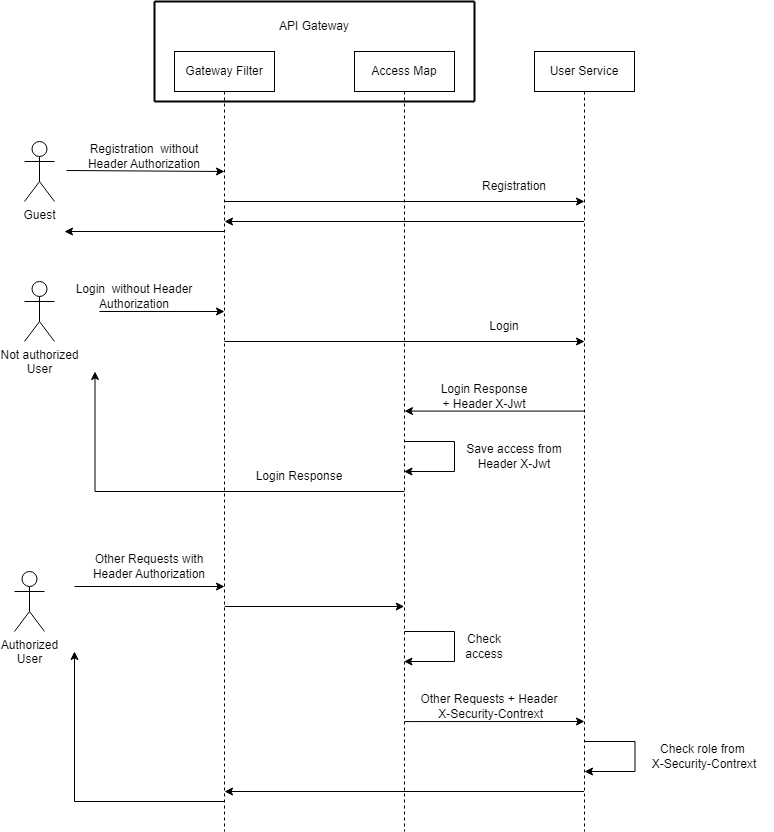 API Gateway
Gateway Filter
Access Map
User Service
Registration without
Header Authorization
Registration
Guest
Login without Header
Authorization
Login
Not authorized
User
Login Response
+ Header X-Jwt
Save access from
Header X-Jwt
Login Response
Other Requests with
Header Authorization
Check
access
Authorized
User
Other Requests + Header
X-Security-Contrext
Check role from
X-Security-Contrext